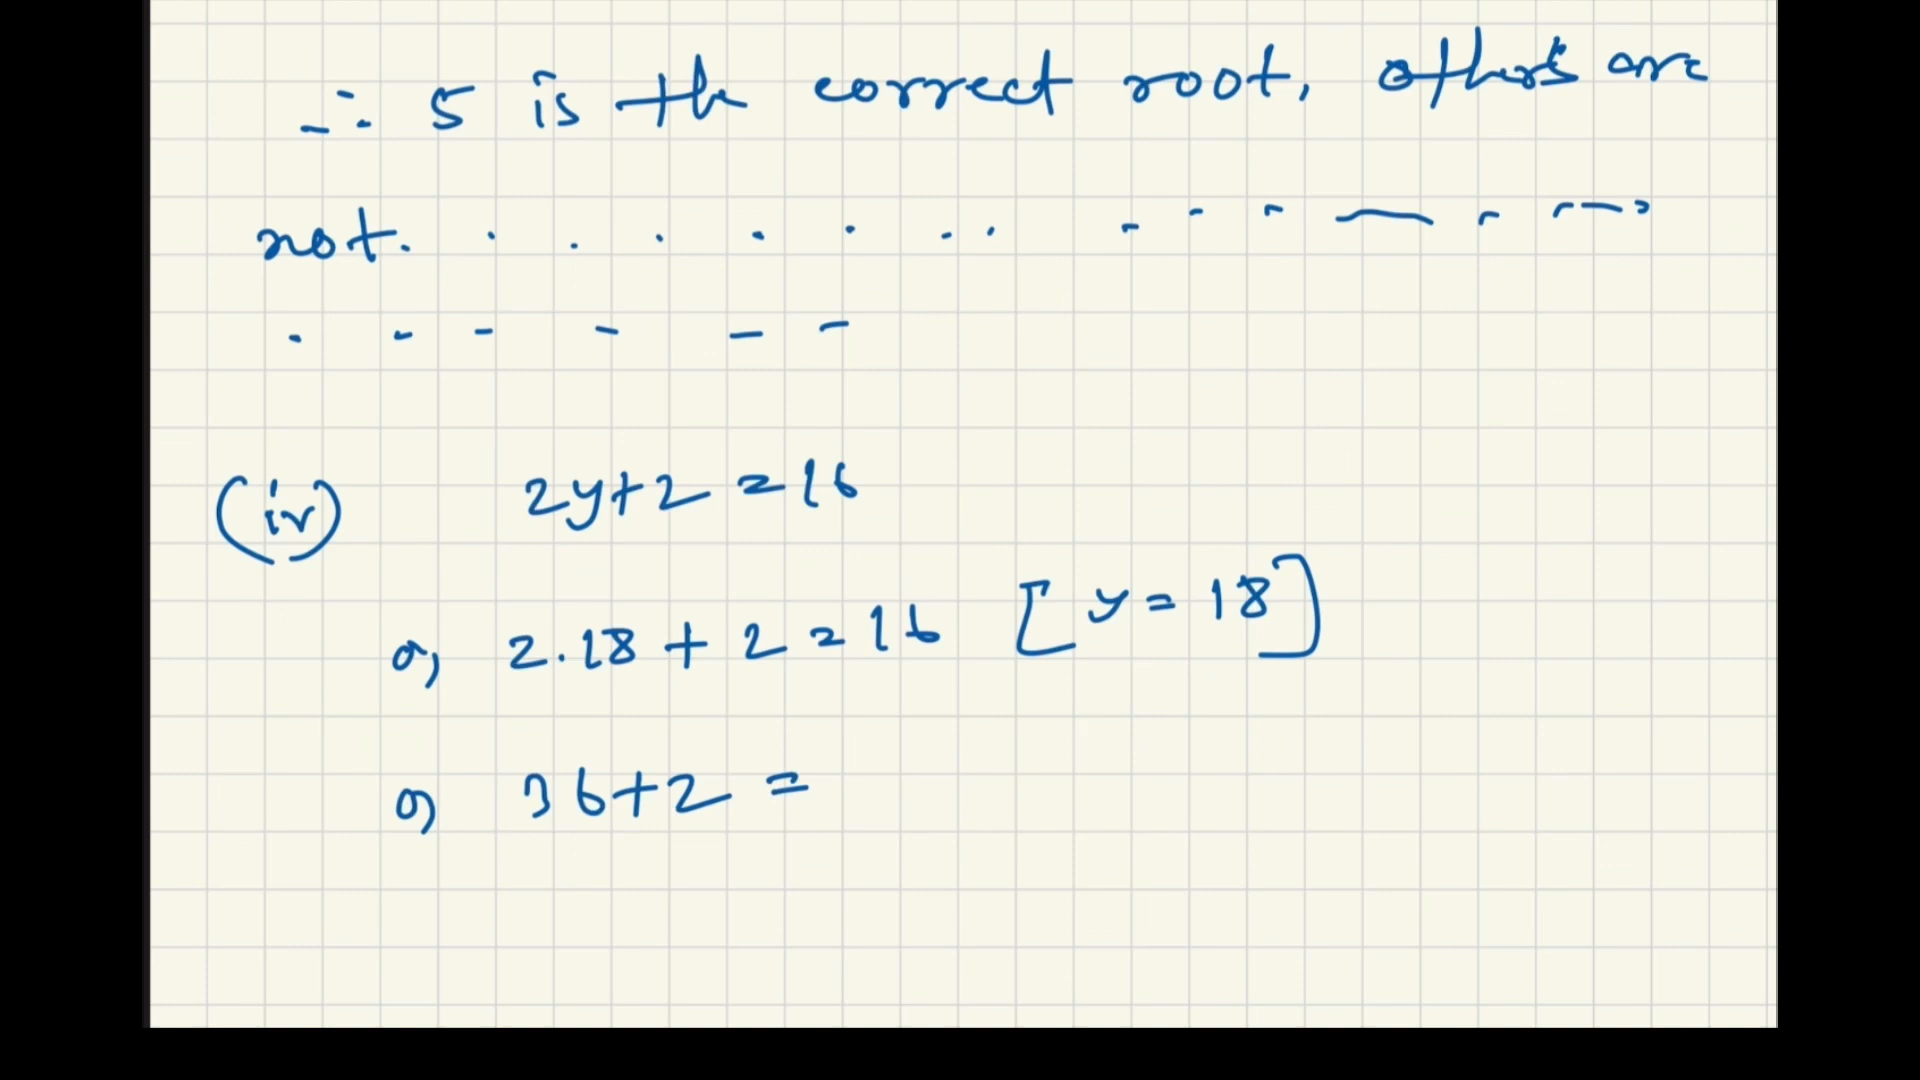 ∴ 5 is the correct root, others are
not. . . . . . . . - - - — - - — -
. - - - — -
(iv) 2y+2 = 16
or, 2.18 + 2 = 16 [y = 18]
or, 36+2 =